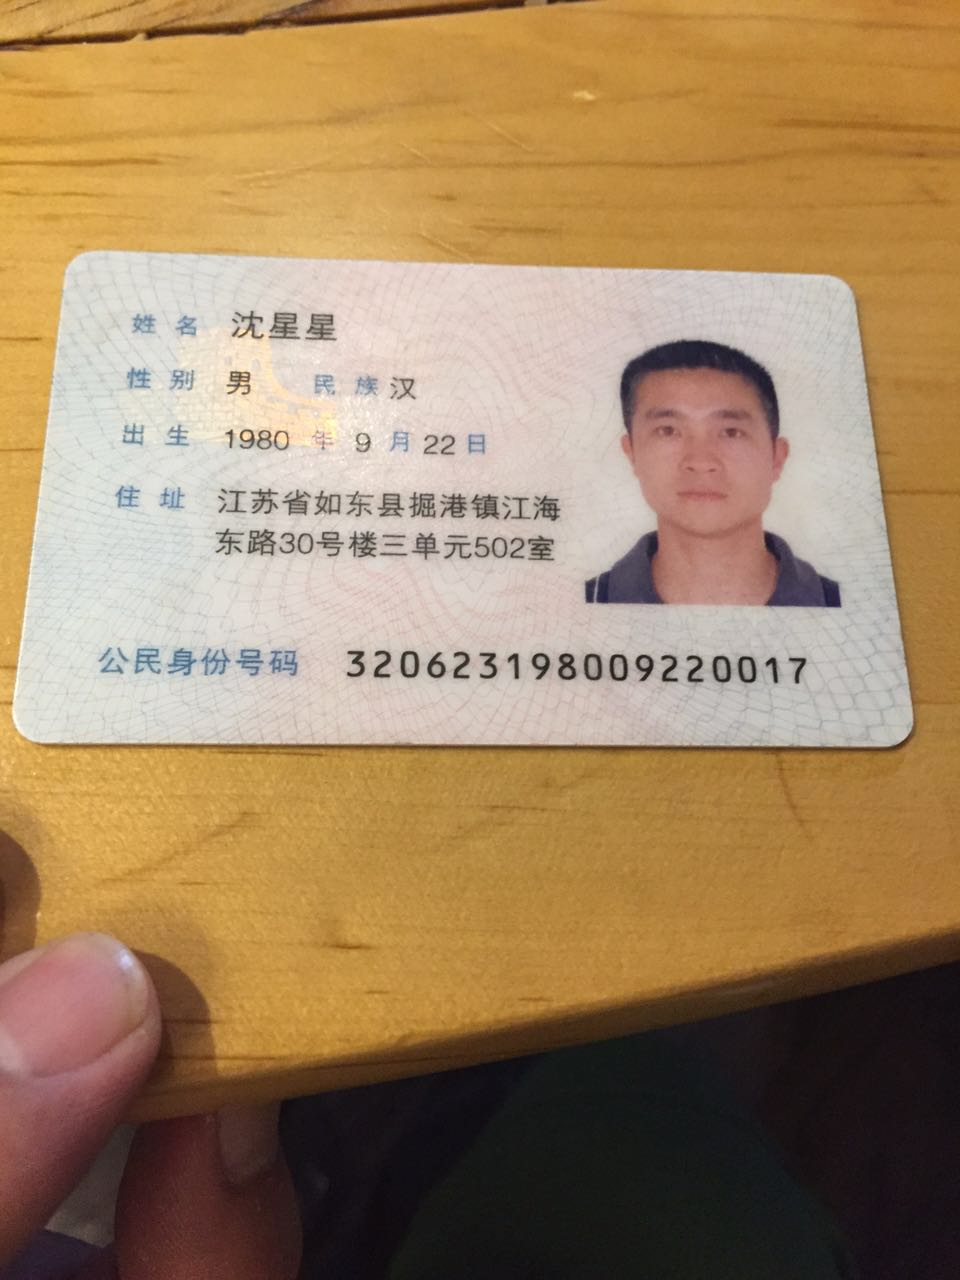 姓名 沈星星
性别 男 民族 汉
出生 1980 年 9 月 22 日
住址 江苏省如东县掘港镇江海
东路30号楼三单元502室
公民身份号码 320623198009220017